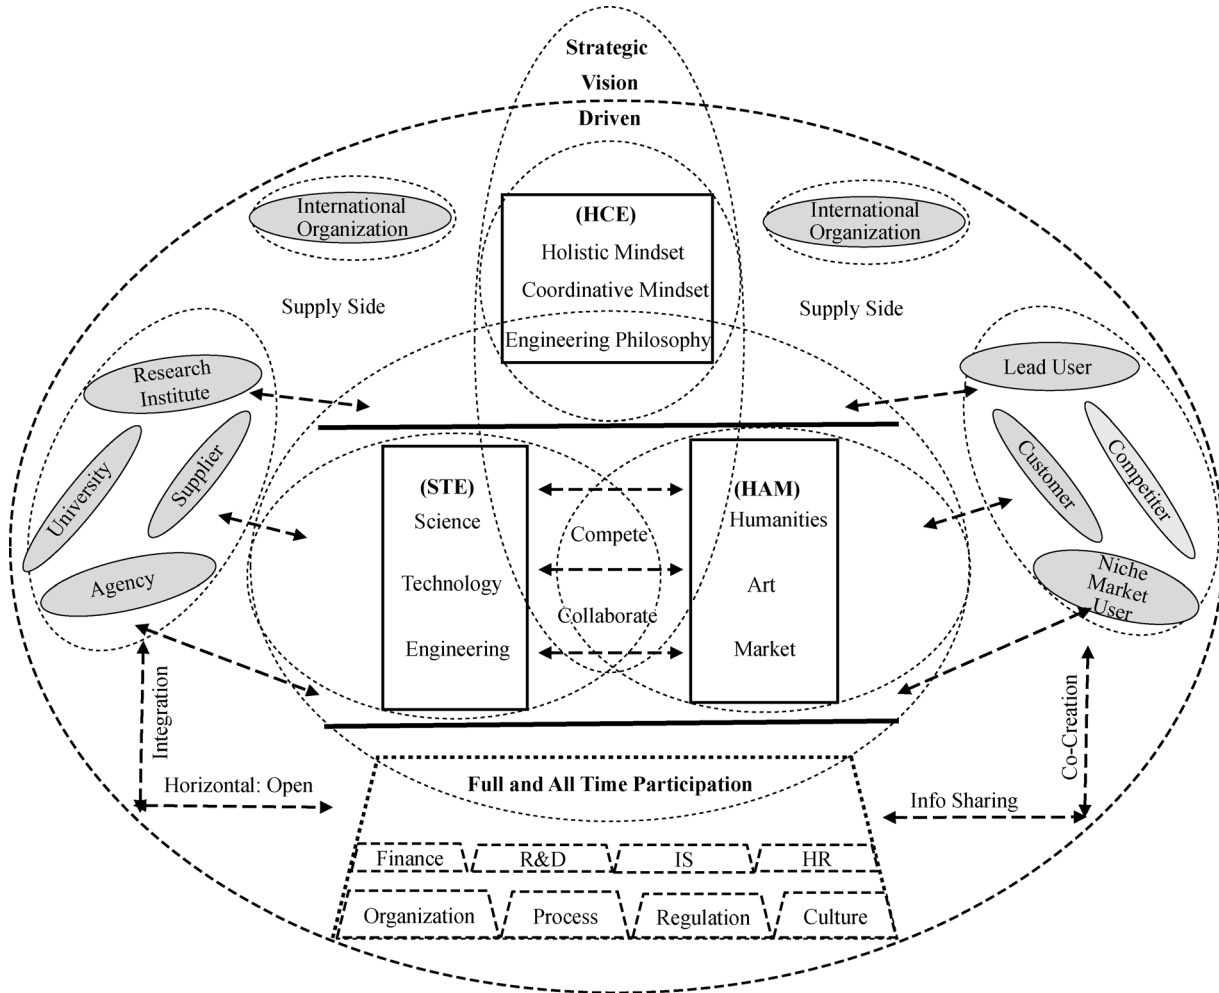 Strategic
Vision
Driven
International
Organization
(HCE)
Holistic Mindset
Coordinative Mindset
Engineering Philosophy
International
Organization
Supply Side
Supply Side
Research
Institute
University
Supplier
Agency
Lead User
Customer
Competiter
Niche
Market
User
(STE)
Science
Technology
Engineering
Compete
Collaborate
(HAM)
Humanities
Art
Market
Integration
Horizontal: Open
Co-Creation
Info Sharing
Full and All Time Participation
Finance
R&D
IS
HR
Organization
Process
Regulation
Culture